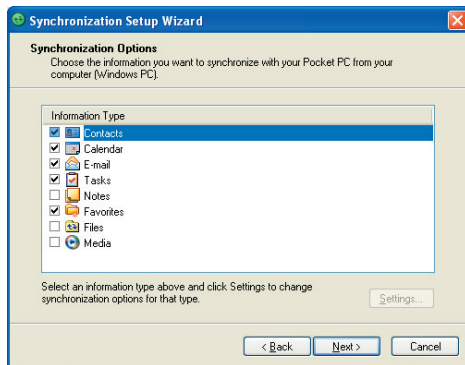 Synchronization Setup Wizard
Synchronization Options
Choose the information you want to synchronize with your Pocket PC from your
computer (Windows PC).
Information Type
Contacts
Calendar
E-mail
Tasks
Notes
Favorites
Files
Media
Select an information type above and click Settings to change
synchronization options for that type.
Settings...
< Back
Next >
Cancel